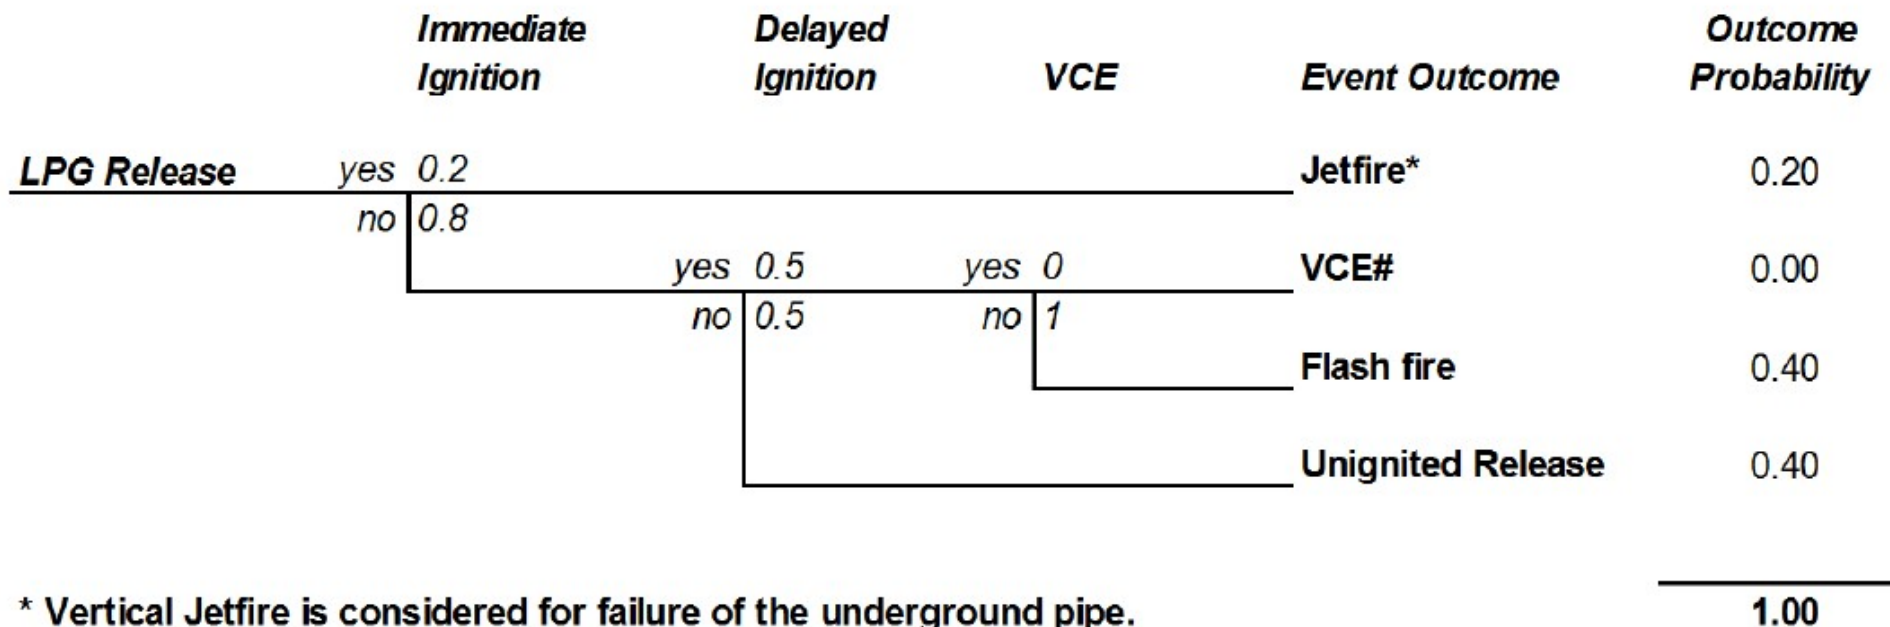 Immediate Delayed Outcome
Ignition Ignition VCE Event Outcome Probability
LPG Release yes 0.2 Jetfire* 0.20
no 0.8
yes 0.5 yes 0 VCE# 0.00
no 0.5 no 1
Flash fire 0.40
Unignited Release 0.40
* Vertical Jetfire is considered for failure of the underground pipe. 1.00